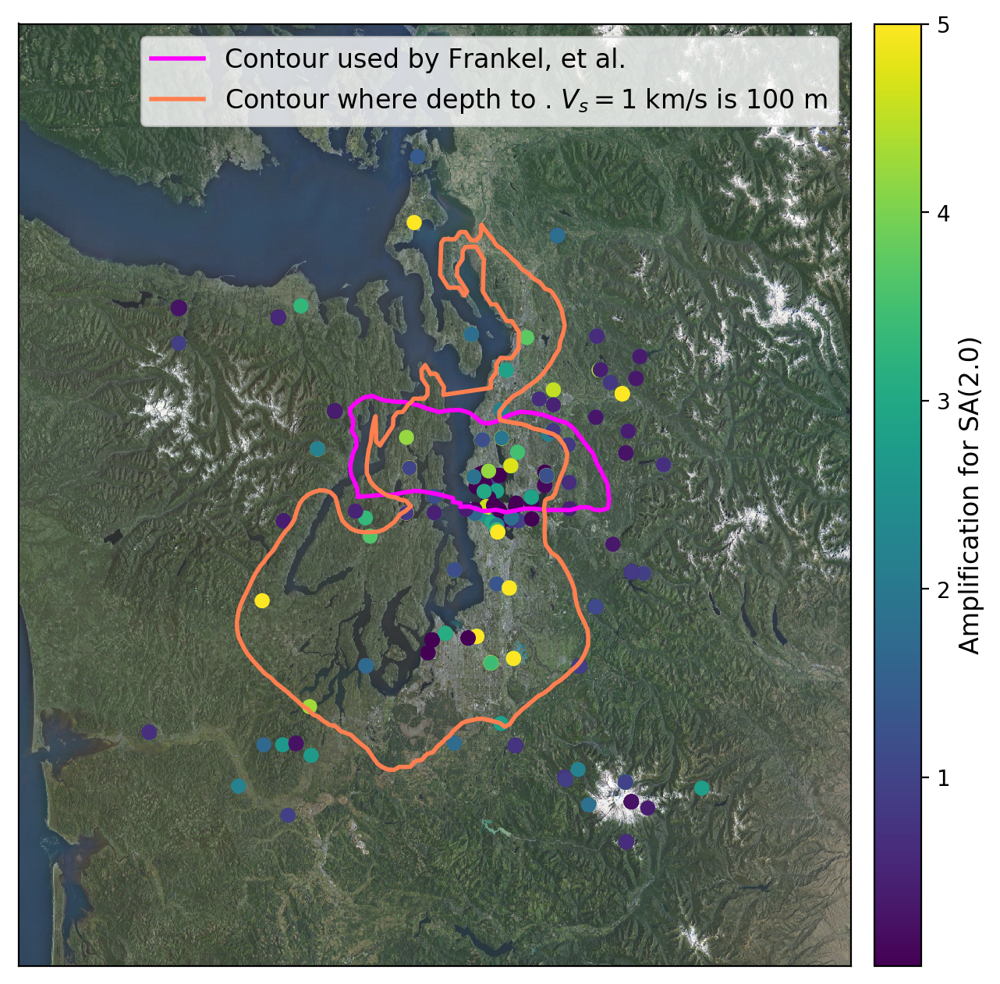 Contour used by Frankel, et al.
Contour where depth to . Vₛ = 1 km/s is 100 m
5
4
3
2
1
Amplification for SA(2.0)